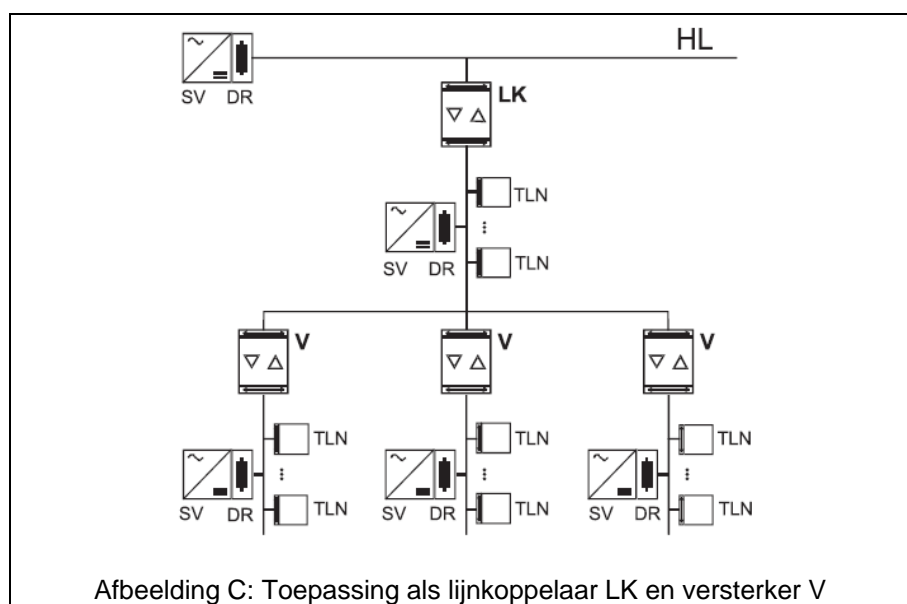 HL
SV DR
LK
TLN
SV DR
TLN
V V V
TLN TLN TLN
SV DR TLN SV DR TLN SV DR TLN
Afbeelding C: Toepassing als lijnkoppelaar LK en versterker V